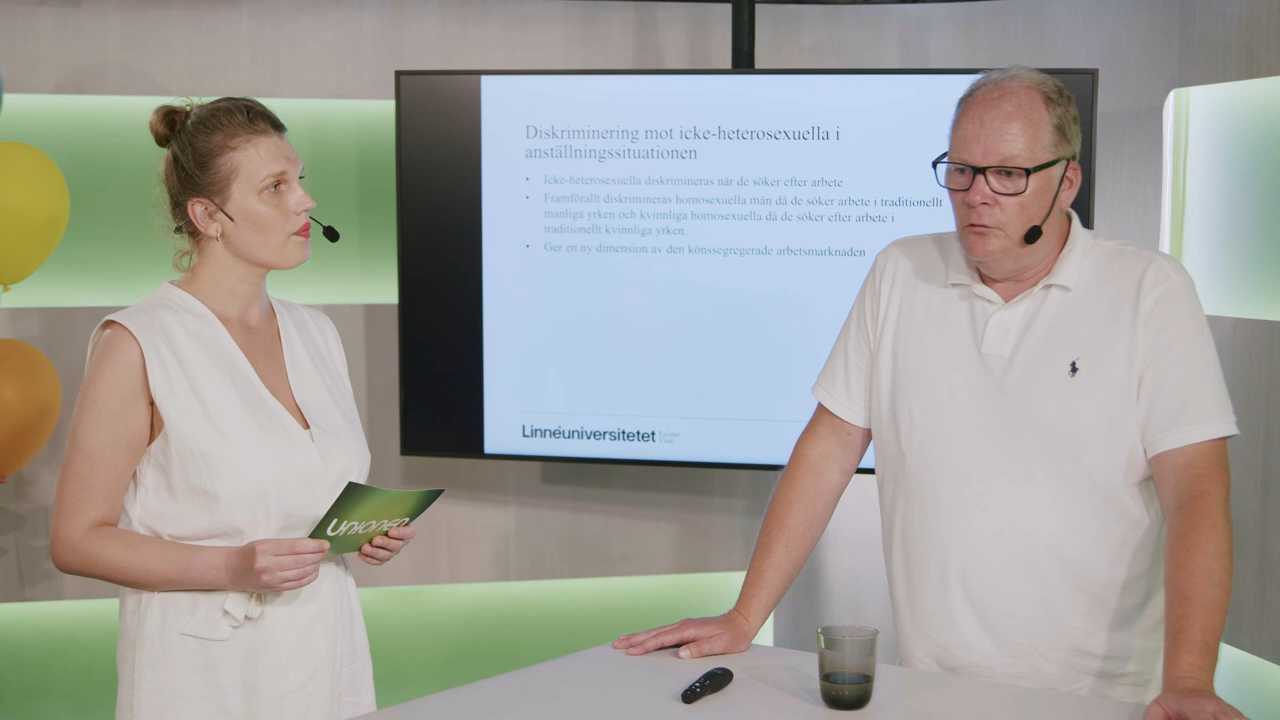 Diskriminering mot icke-heterosexuella i
anställningssituationen
• Icke-heterosexuella diskrimineras när de söker efter arbete
• Framförallt diskrimineras homosexuella män då de söker arbete i traditionellt
manliga yrken och kvinnliga homosexuella då de söker efter arbete i
traditionellt kvinnliga yrken.
• Ger en ny dimension av den könssegregerade arbetsmarknaden
Linnéuniversitetet
Kalmar
Växjö
Unionen